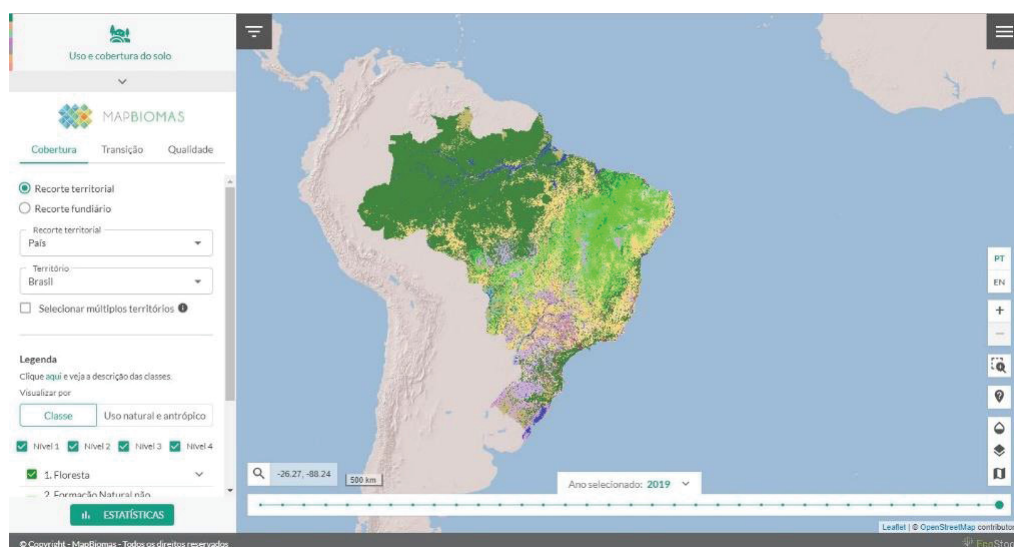 Uso e cobertura do solo
MAPBIOMAS
Cobertura Transição Qualidade
Recorte territorial
Recorte fundiário
Recorte territorial
País
Território
Brasil
Selecionar múltiplos territórios
Legenda
Clique aqui e veja a descrição das classes.
Visualizar por
Classe Uso natural e antrópico
Nível 1 Nível 2 Nível 3 Nível 4
1. Floresta
2. Formação Natural não
ESTATÍSTICAS
© Copyright - MapBiomas - Todos os direitos reservados
-26.27, -88.24
500 km
Ano selecionado: 2019
PT
EN
+
−
Leaflet | © OpenStreetMap contributor
EcoStag